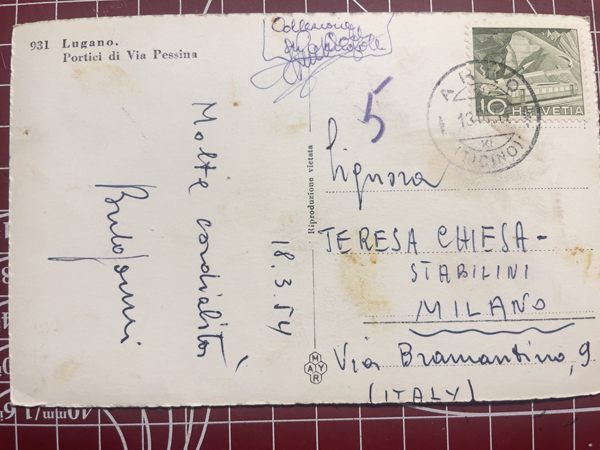 931 Lugano.
Portici di Via Pessina
Molte cordialità
18.3.54
Riproduzione vietata
MAYR
5
10 HELVETIA
(TICINO)
Signora
TERESA CHIESA-
STABILINI
MILANO
Via Bramantino, 9
(ITALY)